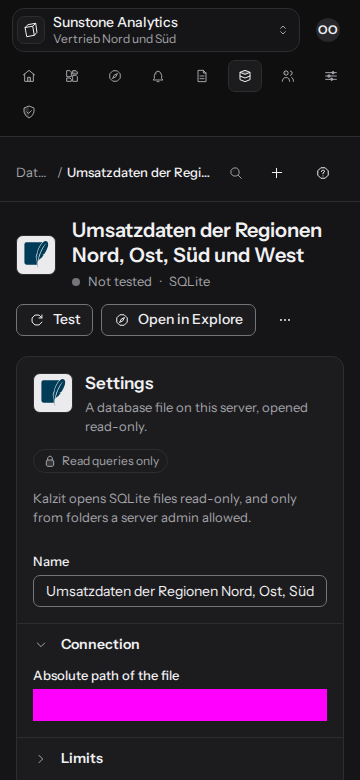 Sunstone Analytics
Vertrieb Nord und Süd
OO
Dat... / Umsatzdaten der Regi...
Umsatzdaten der Regionen
Nord, Ost, Süd und West
Not tested · SQLite
Test
Open in Explore
Settings
A database file on this server, opened
read-only.
Read queries only
Kalzit opens SQLite files read-only, and only
from folders a server admin allowed.
Name
Umsatzdaten der Regionen Nord, Ost, Süd
Connection
Absolute path of the file
Limits